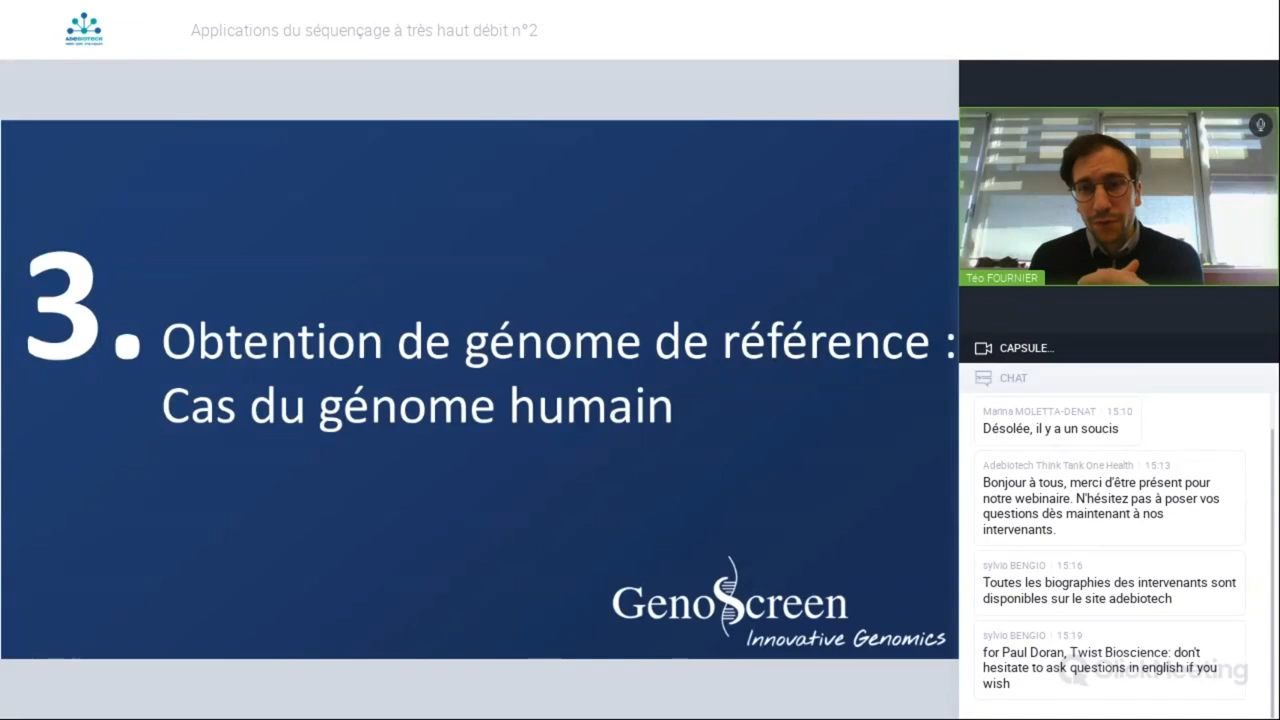 ADEBIOTECH
Applications du séquençage à très haut débit n°2
3. Obtention de génome de référence :
Cas du génome humain
GenoScreen
Innovative Genomics
Téo FOURNIER
CAPSULE...
CHAT
Marina MOLETTA-DENAT 15:10
Désolée, il y a un soucis
Adebiotech Think Tank One Health 15:13
Bonjour à tous, merci d'être présent pour
notre webinaire. N'hésitez pas à poser vos
questions dès maintenant à nos
intervenants.
sylvio BENGIO 15:16
Toutes les biographies des intervenants sont
disponibles sur le site adebiotech
sylvio BENGIO 15:19
for Paul Doran, Twist Bioscience: don't
hesitate to ask questions in english if you
wish
ClickMeeting